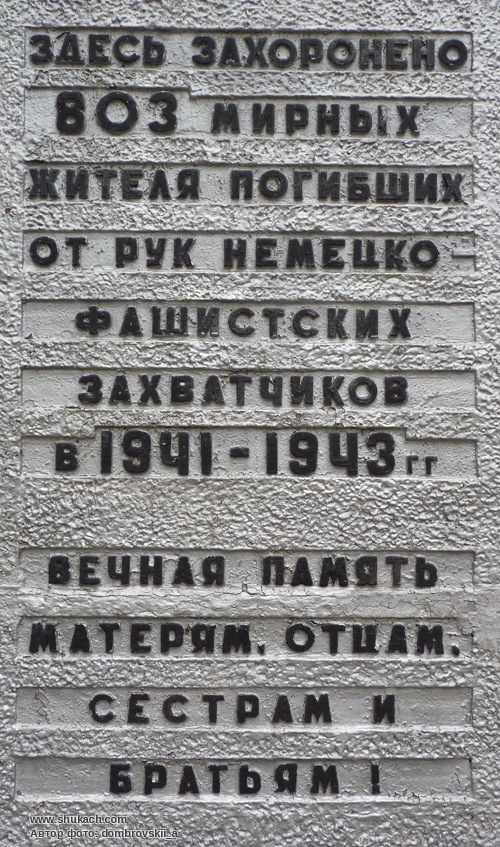 ЗДЕСЬ ЗАХОРОНЕНО
803 МИРНЫХ
ЖИТЕЛЯ ПОГИБШИХ
ОТ РУК НЕМЕЦКО-
ФАШИСТСКИХ
ЗАХВАТЧИКОВ
В 1941-1943 ГГ
ВЕЧНАЯ ПАМЯТЬ
МАТЕРЯМ, ОТЦАМ,
СЕСТРАМ И
БРАТЬЯМ !
www.shukach.com
Автор фото: dombrovskii_a